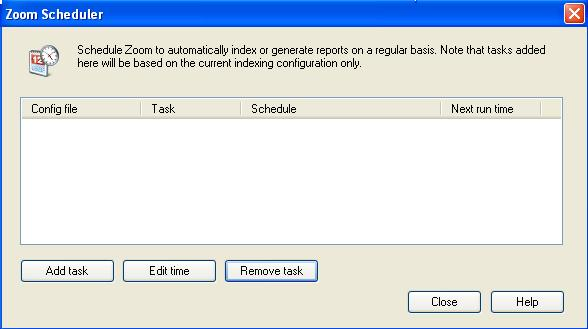 Zoom Scheduler
Schedule Zoom to automatically index or generate reports on a regular basis. Note that tasks added
here will be based on the current indexing configuration only.
Config file Task Schedule Next run time
Add task Edit time Remove task
Close Help